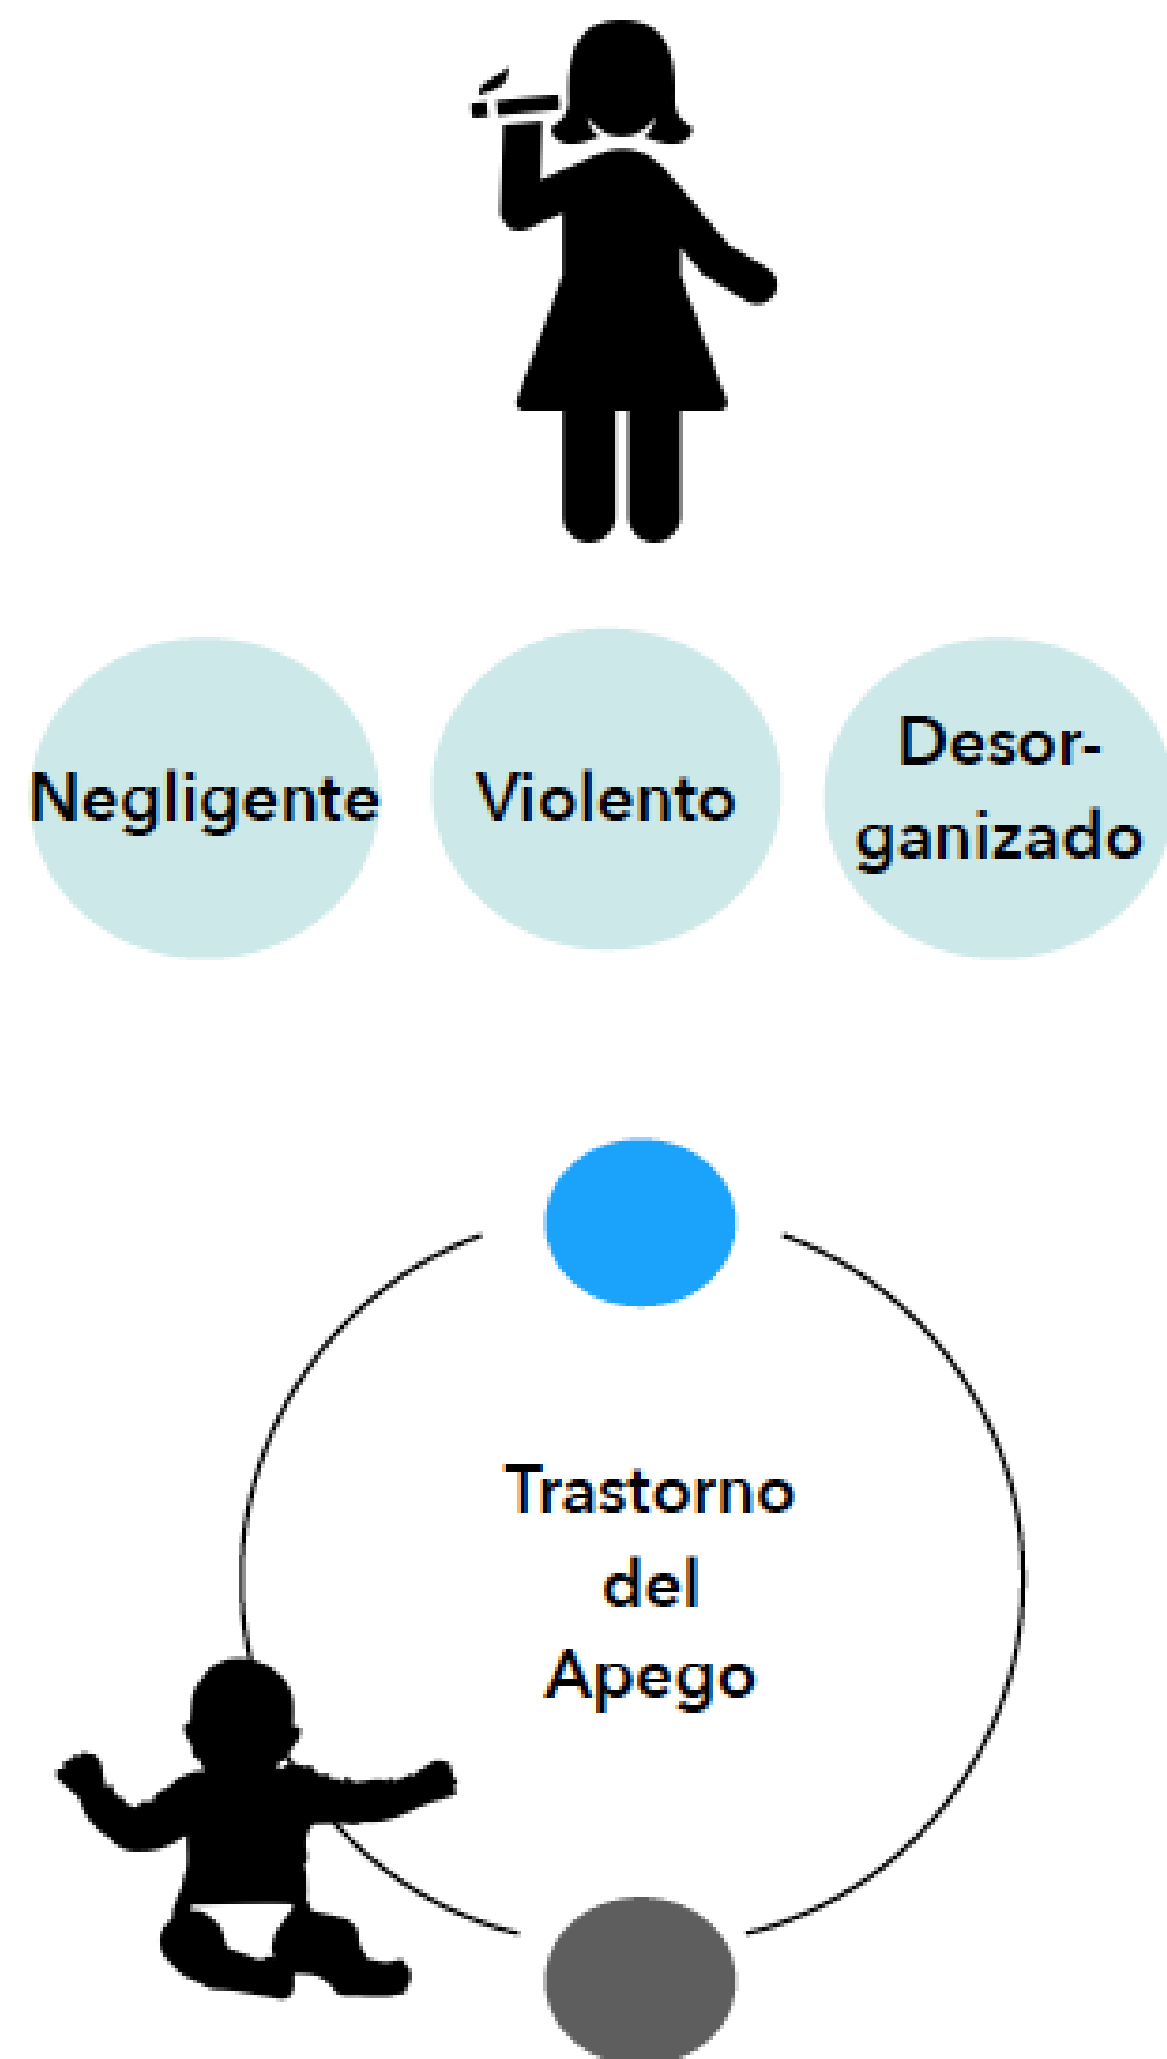 Negligente
Violento
Desor-
ganizado
Trastorno
del
Apego